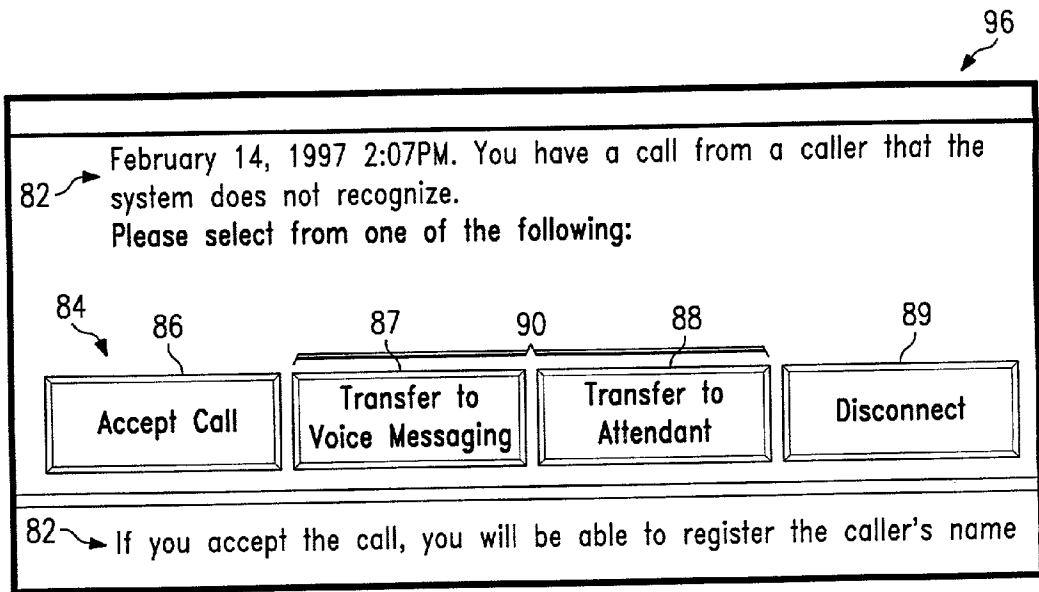 96
82 February 14, 1997 2:07PM. You have a call from a caller that the
system does not recognize.
Please select from one of the following:
84 86 87 90 88 89
Accept Call
Transfer to
Voice Messaging
Transfer to
Attendant
Disconnect
82 If you accept the call, you will be able to register the caller's name